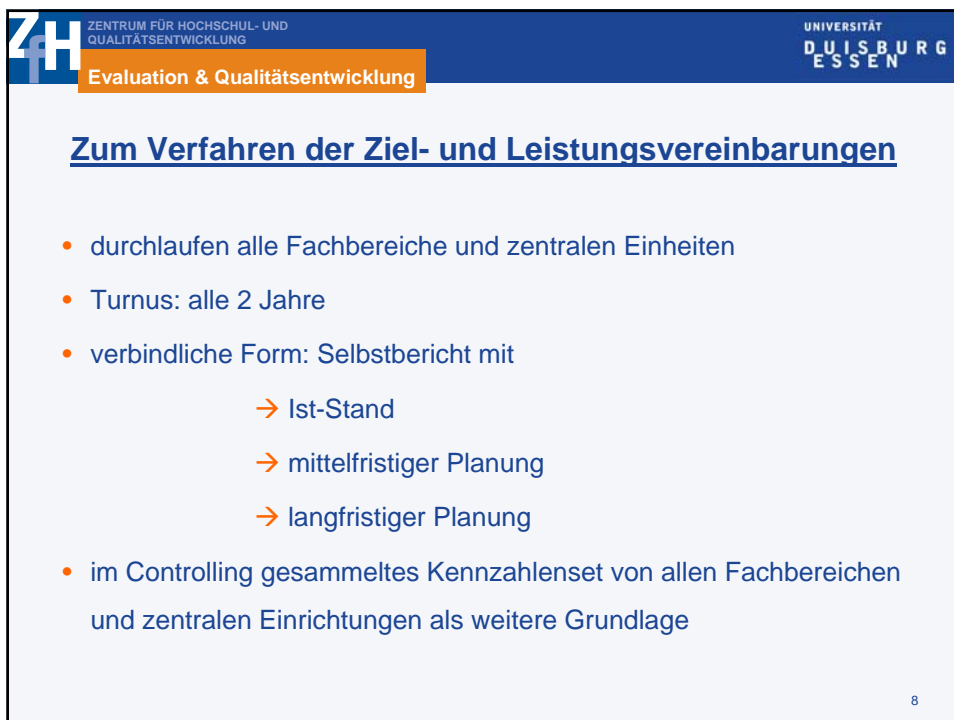 ZfH
ZENTRUM FÜR HOCHSCHUL- UND
QUALITÄTSENTWICKLUNG
Evaluation & Qualitätsentwicklung
UNIVERSITÄT
DUISBURG
ESSEN
Zum Verfahren der Ziel- und Leistungsvereinbarungen
• durchlaufen alle Fachbereiche und zentralen Einheiten
• Turnus: alle 2 Jahre
• verbindliche Form: Selbstbericht mit
→ Ist-Stand
→ mittelfristiger Planung
→ langfristiger Planung
• im Controlling gesammeltes Kennzahlenset von allen Fachbereichen
und zentralen Einrichtungen als weitere Grundlage
8